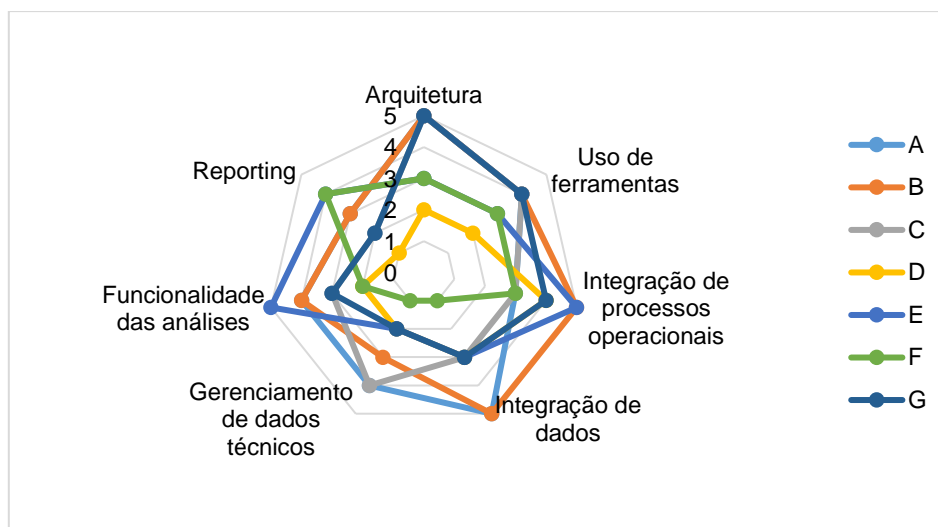 Arquitetura
5
4
3
2
1
0
Uso de
ferramentas
Integração de
processos
operacionais
Integração de
dados
Gerenciamento
de dados
técnicos
Funcionalidade
das análises
Reporting
A
B
C
D
E
F
G